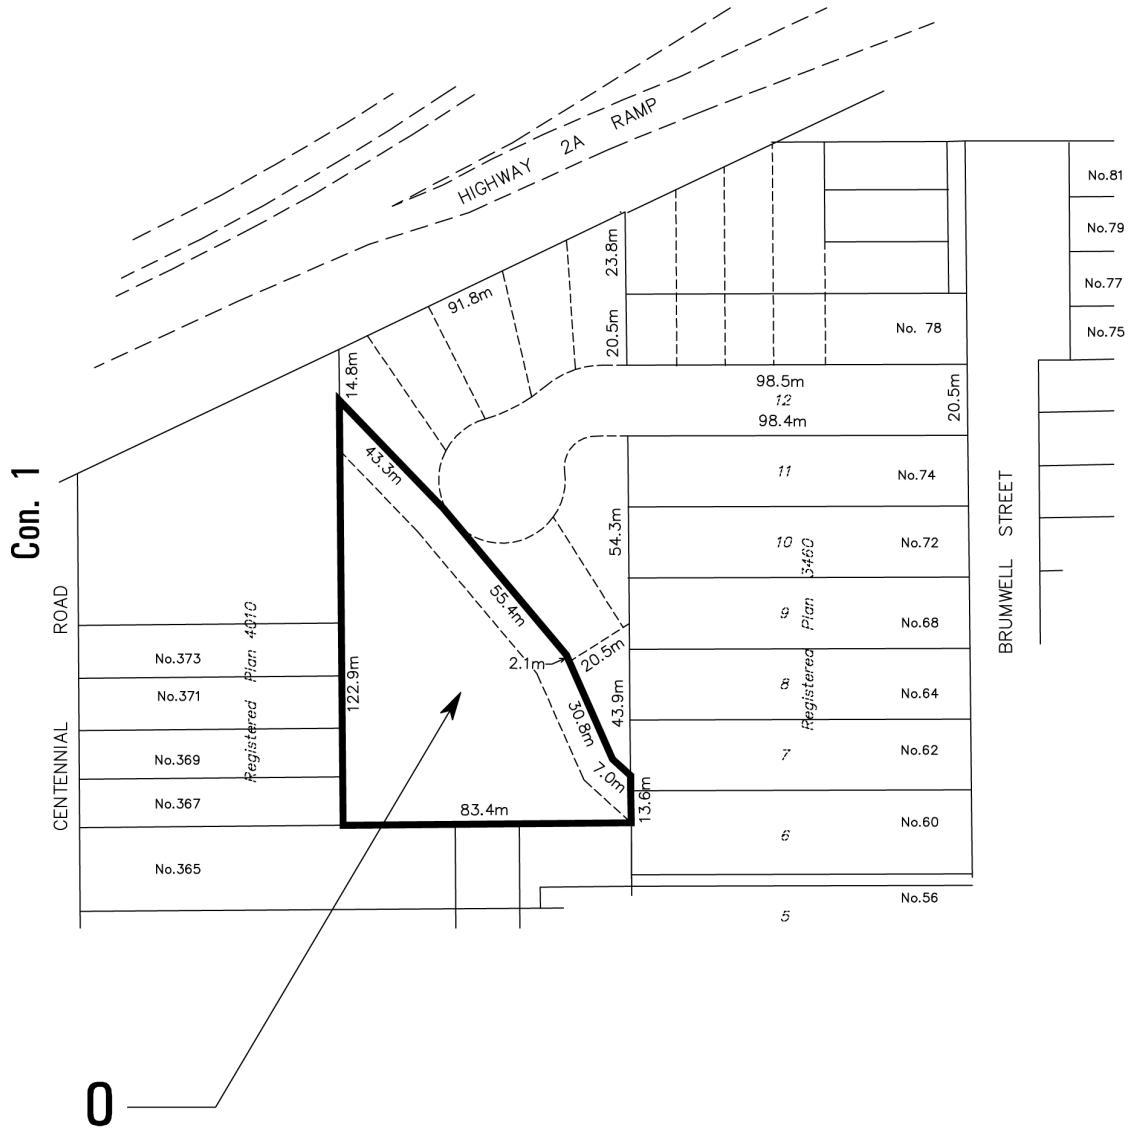 HIGHWAY 2A RAMP
No.81
No.79
No.77
No.75
23.8m
91.8m
20.5m
No. 78
14.8m
98.5m
12
98.4m
20.5m
43.3m
11
No.74
Con. 1
54.3m
10
No.72
BRUMWELL STREET
Registered Plan 3460
55.4m
9
No.68
CENTENNIAL ROAD
Registered Plan 4010
No.373
2.1m
20.5m
122.9m
No.371
8
No.64
30.8m
43.9m
No.369
7
No.62
7.0m
13.6m
No.367
83.4m
6
No.60
No.365
No.56
5
0